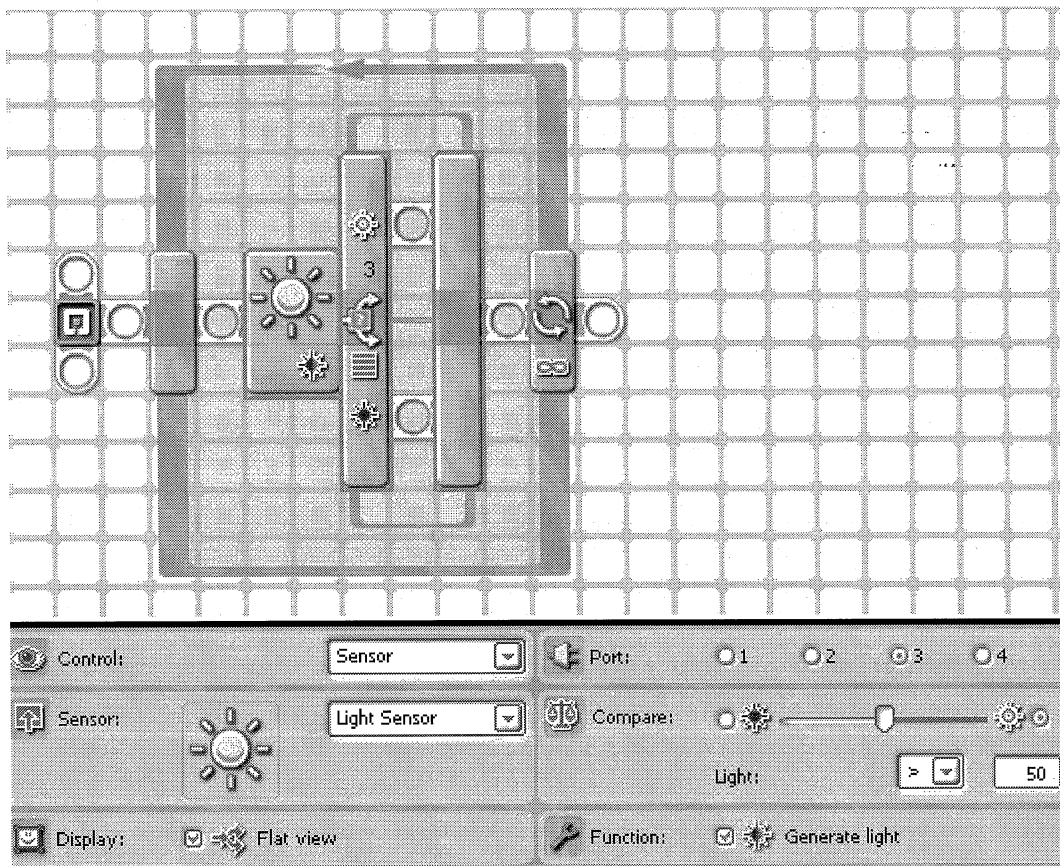 3
Control: Sensor
Port: 1 2 3 4
Sensor: Light Sensor
Compare:
Light: > 50
Display: Flat view
Function: Generate light